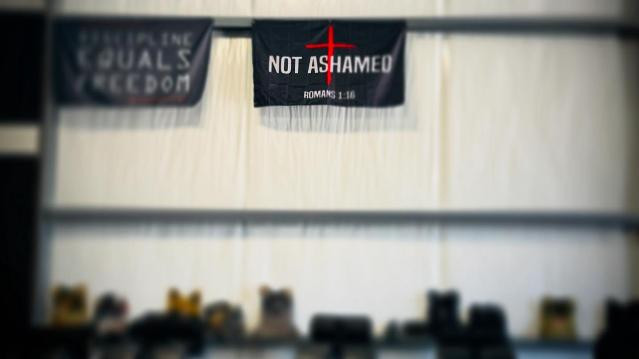 DISCIPLINE
EQUALS
FREEDOM
NOT ASHAMED
ROMANS 1:16